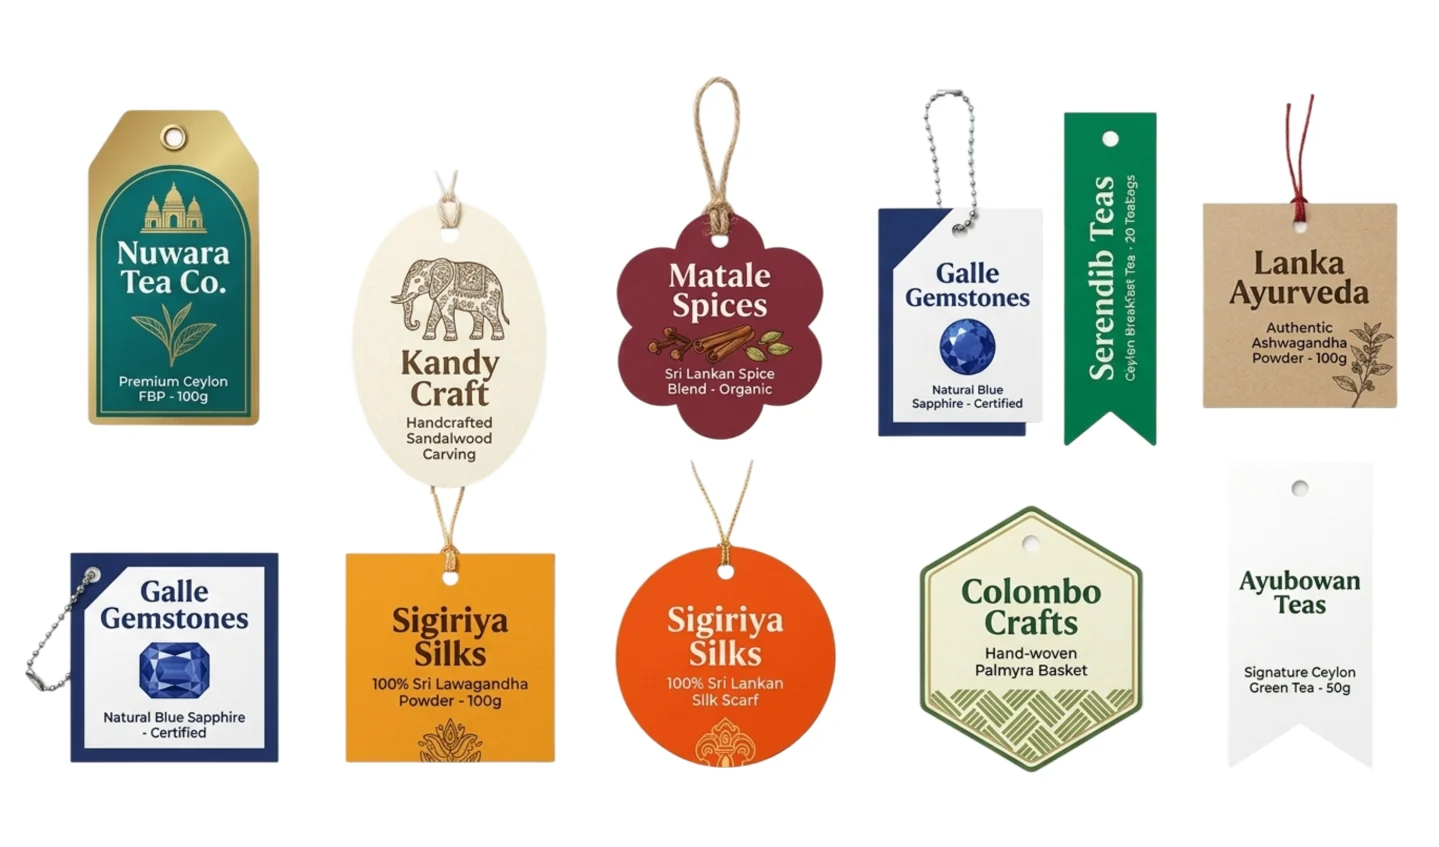 Nuwara
Tea Co.
Premium Ceylon
FBP - 100g
Kandy
Craft
Handcrafted
Sandalwood
Carving
Matale
Spices
Sri Lankan Spice
Blend - Organic
Galle
Gemstones
Natural Blue
Sapphire - Certified
Serendib Teas
Ceylon Breakfast Tea · 20 Teabags
Lanka
Ayurveda
Authentic
Ashwagandha
Powder - 100g
Galle
Gemstones
Natural Blue Sapphire
- Certified
Sigiriya
Silks
100% Sri Lawagandha
Powder - 100g
Sigiriya
Silks
100% Sri Lankan
Silk Scarf
Colombo
Crafts
Hand-woven
Palmyra Basket
Ayubowan
Teas
Signature Ceylon
Green Tea - 50g